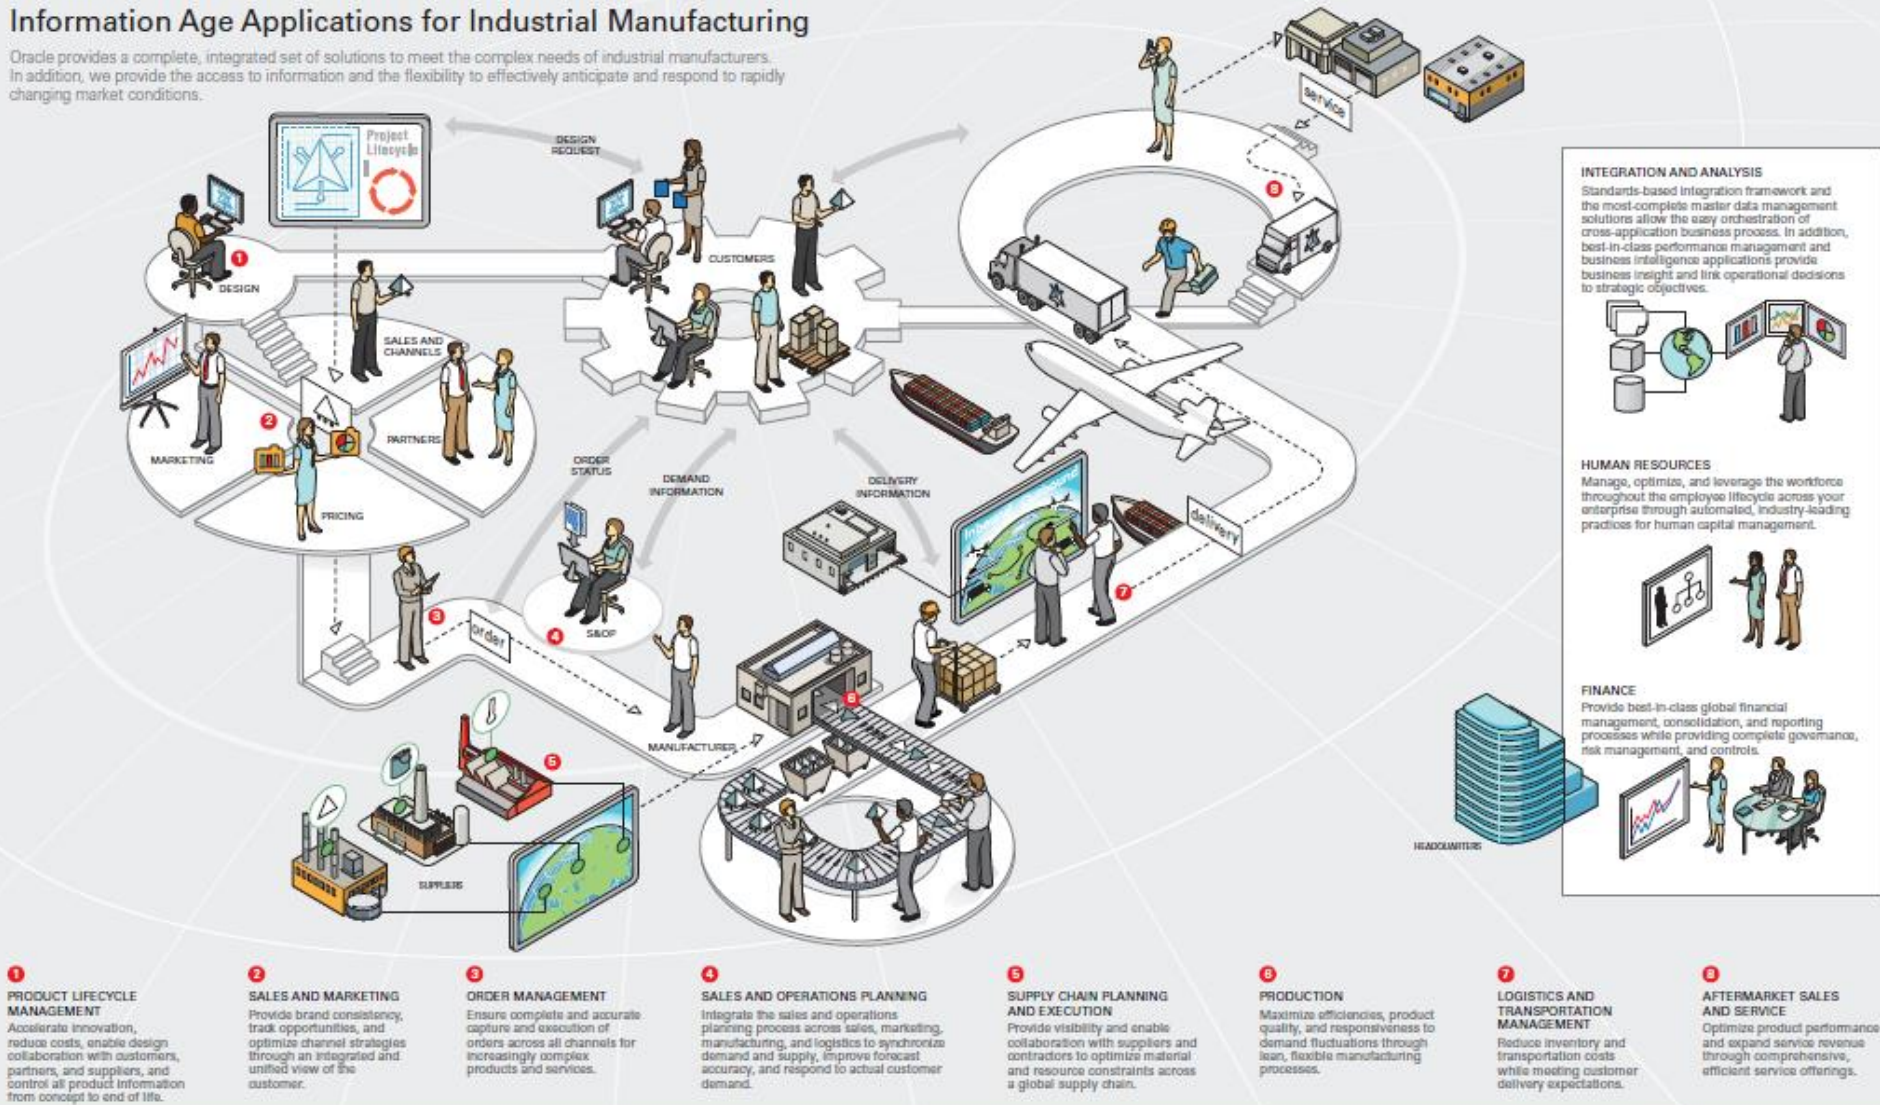 Information Age Applications for Industrial Manufacturing
Oracle provides a complete, integrated set of solutions to meet the complex needs of industrial manufacturers.
In addition, we provide the access to information and the flexibility to effectively anticipate and respond to rapidly
changing market conditions.
Project
Lifecycle
DESIGN
REQUEST
service
DESIGN
CUSTOMERS
SALES AND
CHANNELS
MARKETING
PARTNERS
PRICING
ORDER
STATUS
DEMAND
INFORMATION
DELIVERY
INFORMATION
delivery
order
S&OP
MANUFACTURER
SUPPLIERS
HEADQUARTERS
1
2
3
4
5
6
7
8
INTEGRATION AND ANALYSIS
Standards-based integration framework and
the most-complete master data management
solutions allow the easy orchestration of
cross-application business process. In addition,
best-in-class performance management and
business intelligence applications provide
business insight and link operational decisions
to strategic objectives.
HUMAN RESOURCES
Manage, optimize, and leverage the workforce
throughout the employee lifecycle across your
enterprise through automated, industry-leading
practices for human capital management.
FINANCE
Provide best-in-class global financial
management, consolidation, and reporting
processes while providing complete governance,
risk management, and controls.
1
PRODUCT LIFECYCLE
MANAGEMENT
Accelerate innovation,
reduce costs, enable design
collaboration with customers,
partners, and suppliers, and
control all product information
from concept to end of life.
2
SALES AND MARKETING
Provide brand consistency,
track opportunities, and
optimize channel strategies
through an integrated and
unified view of the
customer.
3
ORDER MANAGEMENT
Ensure complete and accurate
capture and execution of
orders across all channels for
increasingly complex
products and services.
4
SALES AND OPERATIONS PLANNING
Integrate the sales and operations
planning process across sales, marketing,
manufacturing, and logistics to synchronize
demand and supply, improve forecast
accuracy, and respond to actual customer
demand.
5
SUPPLY CHAIN PLANNING
AND EXECUTION
Provide visibility and enable
collaboration with suppliers and
contractors to optimize material
and resource constraints across
a global supply chain.
6
PRODUCTION
Maximize efficiencies, product
quality, and responsiveness to
demand fluctuations through
lean, flexible manufacturing
processes.
7
LOGISTICS AND
TRANSPORTATION
MANAGEMENT
Reduce inventory and
transportation costs
while meeting customer
delivery expectations.
8
AFTERMARKET SALES
AND SERVICE
Optimize product performance
and expand service revenue
through comprehensive,
efficient service offerings.